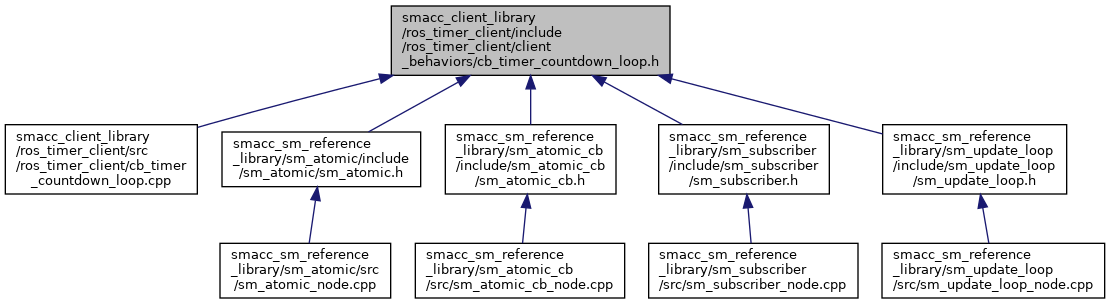 smacc_client_library
/ros_timer_client/include
/ros_timer_client/client
_behaviors/cb_timer_countdown_loop.h
smacc_client_library
/ros_timer_client/src
/ros_timer_client/cb_timer
_countdown_loop.cpp
smacc_sm_reference
_library/sm_atomic/include
/sm_atomic/sm_atomic.h
smacc_sm_reference
_library/sm_atomic_cb
/include/sm_atomic_cb
/sm_atomic_cb.h
smacc_sm_reference
_library/sm_subscriber
/include/sm_subscriber
/sm_subscriber.h
smacc_sm_reference
_library/sm_update_loop
/include/sm_update_loop
/sm_update_loop.h
smacc_sm_reference
_library/sm_atomic/src
/sm_atomic_node.cpp
smacc_sm_reference
_library/sm_atomic_cb
/src/sm_atomic_cb_node.cpp
smacc_sm_reference
_library/sm_subscriber
/src/sm_subscriber_node.cpp
smacc_sm_reference
_library/sm_update_loop
/src/sm_update_loop_node.cpp